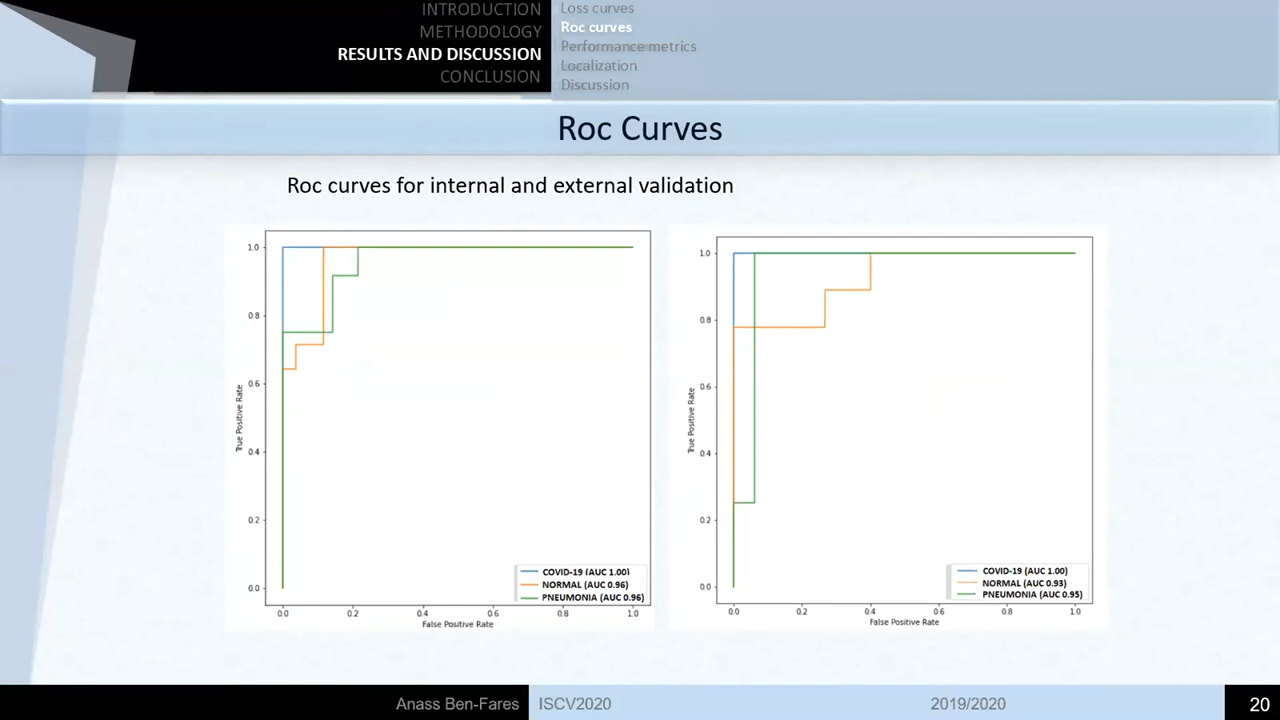 INTRODUCTION
METHODOLOGY
RESULTS AND DISCUSSION
CONCLUSION
Loss curves
Roc curves
Performance metrics
Localization
Discussion
Roc Curves
Roc curves for internal and external validation
1.0
0.8
0.6
0.4
0.2
0.0
True Positive Rate
0.0 0.2 0.4 0.6 0.8 1.0
False Positive Rate
COVID-19 (AUC 1.00)
NORMAL (AUC 0.96)
PNEUMONIA (AUC 0.96)
1.0
0.8
0.6
0.4
0.2
0.0
True Positive Rate
0.0 0.2 0.4 0.6 0.8 1.0
False Positive Rate
COVID-19 (AUC 1.00)
NORMAL (AUC 0.93)
PNEUMONIA (AUC 0.95)
Anass Ben-Fares ISCV2020 2019/2020 20